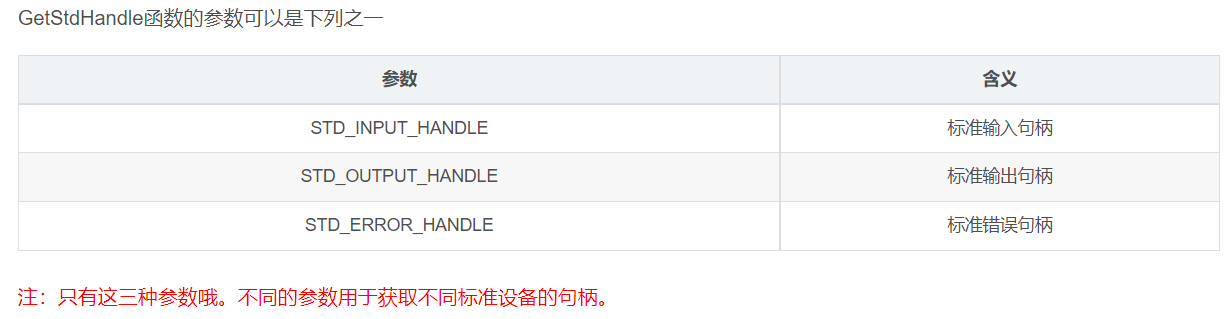 GetStdHandle函数的参数可以是下列之一
参数 含义
STD_INPUT_HANDLE 标准输入句柄
STD_OUTPUT_HANDLE 标准输出句柄
STD_ERROR_HANDLE 标准错误句柄
注：只有这三种参数哦。不同的参数用于获取不同标准设备的句柄。